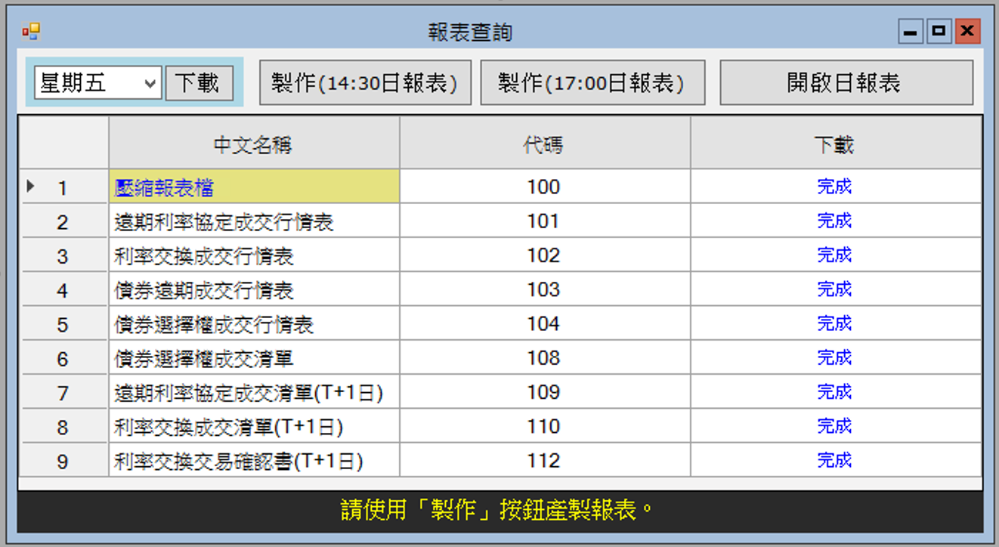 報表查詢
星期五 下載 製作(14:30日報表) 製作(17:00日報表) 開啟日報表
中文名稱 代碼 下載
1 壓縮報表檔 100 完成
2 遠期利率協定成交行情表 101 完成
3 利率交換成交行情表 102 完成
4 債券遠期成交行情表 103 完成
5 債券選擇權成交行情表 104 完成
6 債券選擇權成交清單 108 完成
7 遠期利率協定成交清單(T+1日) 109 完成
8 利率交換成交清單(T+1日) 110 完成
9 利率交換交易確認書(T+1日) 112 完成
請使用「製作」按鈕產製報表。